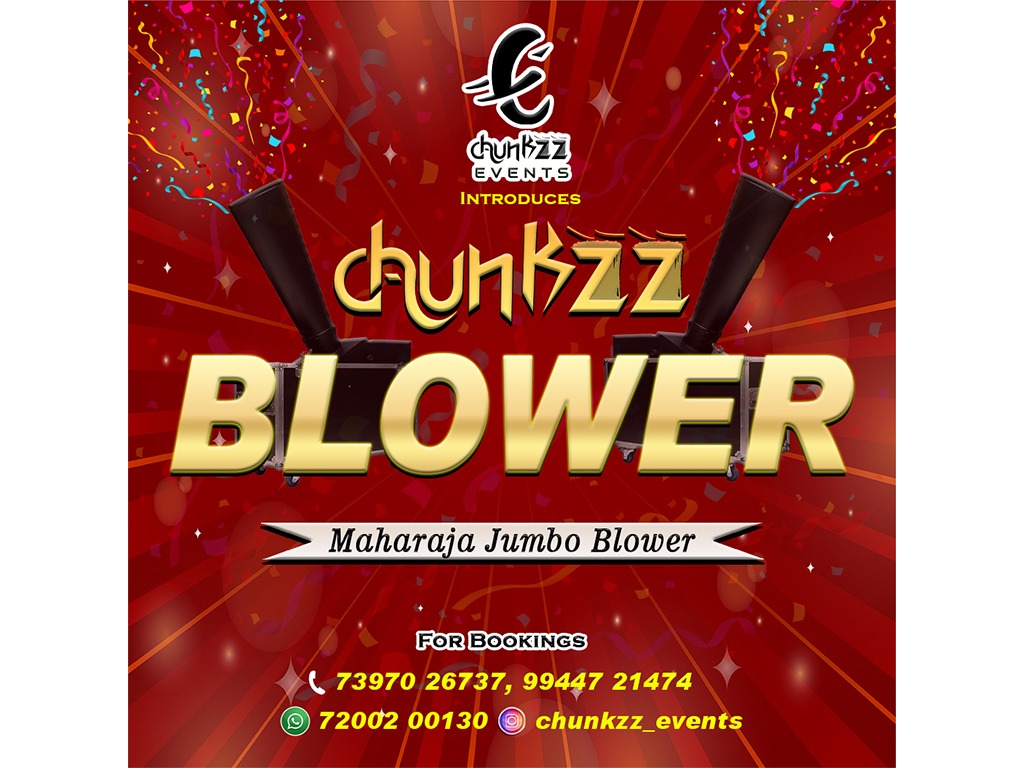 chunkzz
EVENTS
INTRODUCES
chunkzz
BLOWER
Maharaja Jumbo Blower
FOR BOOKINGS
73970 26737, 99447 21474
72002 00130 chunkzz_events